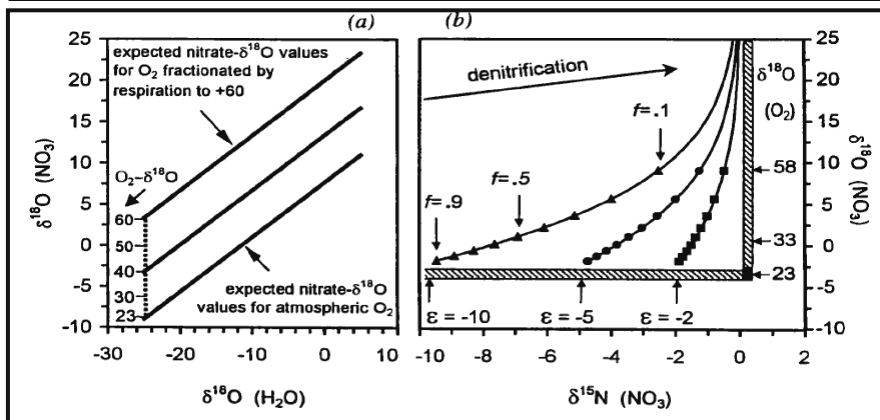 (a)
25
20
15
10
5
0
-5
-10
δ¹⁸O (NO₃)
expected nitrate-δ¹⁸O values
for O₂ fractionated by
respiration to +60
O₂-δ¹⁸O
60
50
40
30
23
expected nitrate-δ¹⁸O
values for atmospheric O₂
-30 -20 -10 0 10
δ¹⁸O (H₂O)
(b)
denitrification
f=.1
f=.5
f=.9
ε = -10 ε = -5 ε = -2
-10 -8 -6 -4 -2 0 2
δ¹⁵N (NO₃)
δ¹⁸O
(O₂)
58
33
23
25
20
15
10
5
0
-5
-10
δ¹⁸O (NO₃)